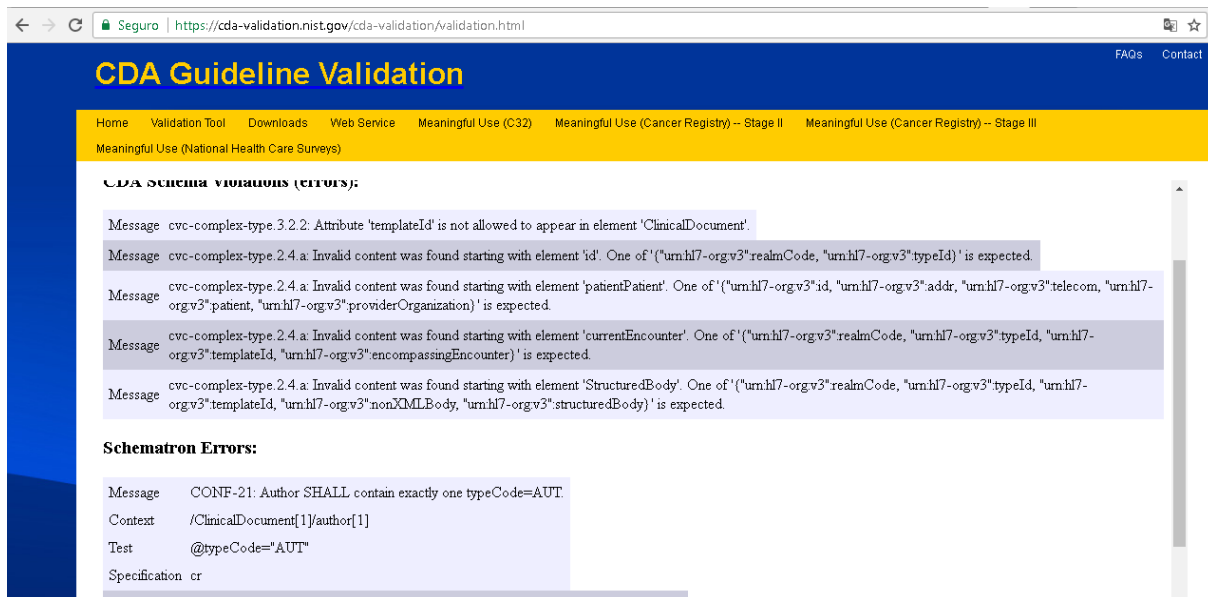 Seguro | https://cda-validation.nist.gov/cda-validation/validation.html
FAQs Contact
CDA Guideline Validation
Home Validation Tool Downloads Web Service Meaningful Use (C32) Meaningful Use (Cancer Registry) -- Stage II Meaningful Use (Cancer Registry) -- Stage III
Meaningful Use (National Health Care Surveys)
CDA Schema Violations (errors):
Message cvc-complex-type.3.2.2: Attribute 'templateId' is not allowed to appear in element 'ClinicalDocument'.
Message cvc-complex-type.2.4.a: Invalid content was found starting with element 'id'. One of '{"urn:hl7-org:v3":realmCode, "urn:hl7-org:v3":typeId}' is expected.
Message cvc-complex-type.2.4.a: Invalid content was found starting with element 'patientPatient'. One of '{"urn:hl7-org:v3":id, "urn:hl7-org:v3":addr, "urn:hl7-org:v3":telecom, "urn:hl7-
org:v3":patient, "urn:hl7-org:v3":providerOrganization}' is expected.
Message cvc-complex-type.2.4.a: Invalid content was found starting with element 'currentEncounter'. One of '{"urn:hl7-org:v3":realmCode, "urn:hl7-org:v3":typeId, "urn:hl7-
org:v3":templateId, "urn:hl7-org:v3":encompassingEncounter}' is expected.
Message cvc-complex-type.2.4.a: Invalid content was found starting with element 'StructuredBody'. One of '{"urn:hl7-org:v3":realmCode, "urn:hl7-org:v3":typeId, "urn:hl7-
org:v3":templateId, "urn:hl7-org:v3":nonXMLBody, "urn:hl7-org:v3":structuredBody}' is expected.
Schematron Errors:
Message CONF-21: Author SHALL contain exactly one typeCode=AUT.
Context /ClinicalDocument[1]/author[1]
Test @typeCode="AUT"
Specification cr